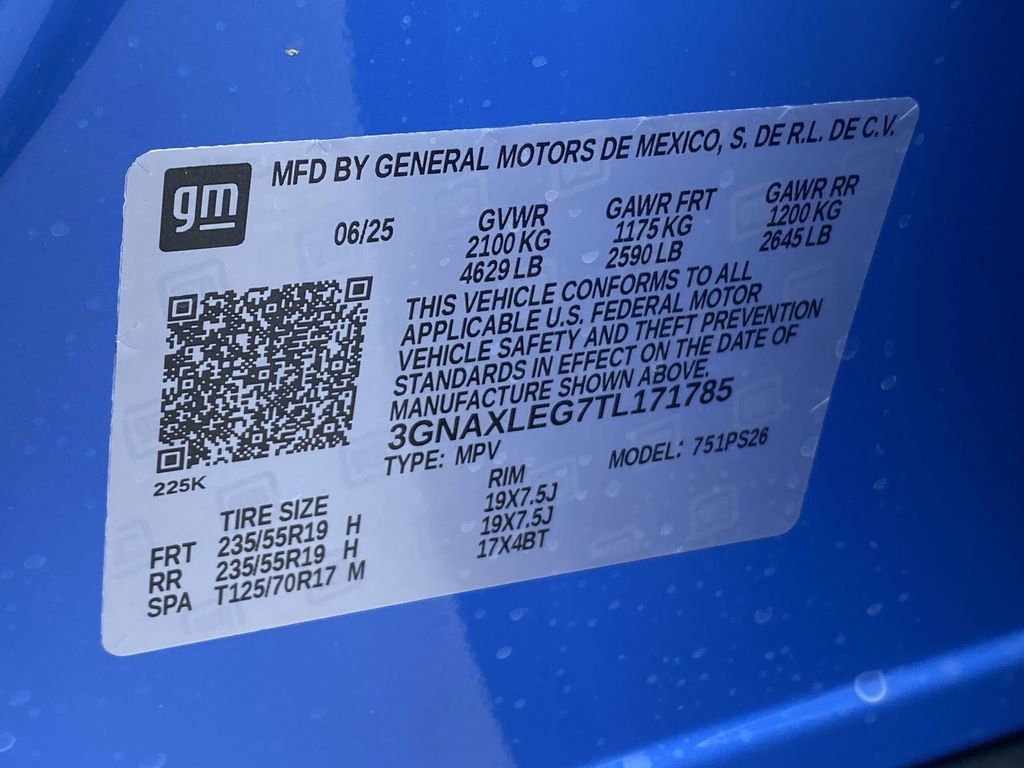 gm
MFD BY GENERAL MOTORS DE MEXICO, S. DE R.L. DE C.V.
06/25
GVWR
2100 KG
4629 LB
GAWR FRT
1175 KG
2590 LB
GAWR RR
1200 KG
2645 LB
THIS VEHICLE CONFORMS TO ALL
APPLICABLE U.S. FEDERAL MOTOR
VEHICLE SAFETY AND THEFT PREVENTION
STANDARDS IN EFFECT ON THE DATE OF
MANUFACTURE SHOWN ABOVE.
3GNAXLEG7TL171785
TYPE: MPV MODEL: 751PS26
225K
TIRE SIZE RIM
FRT 235/55R19 H 19X7.5J
RR 235/55R19 H 19X7.5J
SPA T125/70R17 M 17X4BT